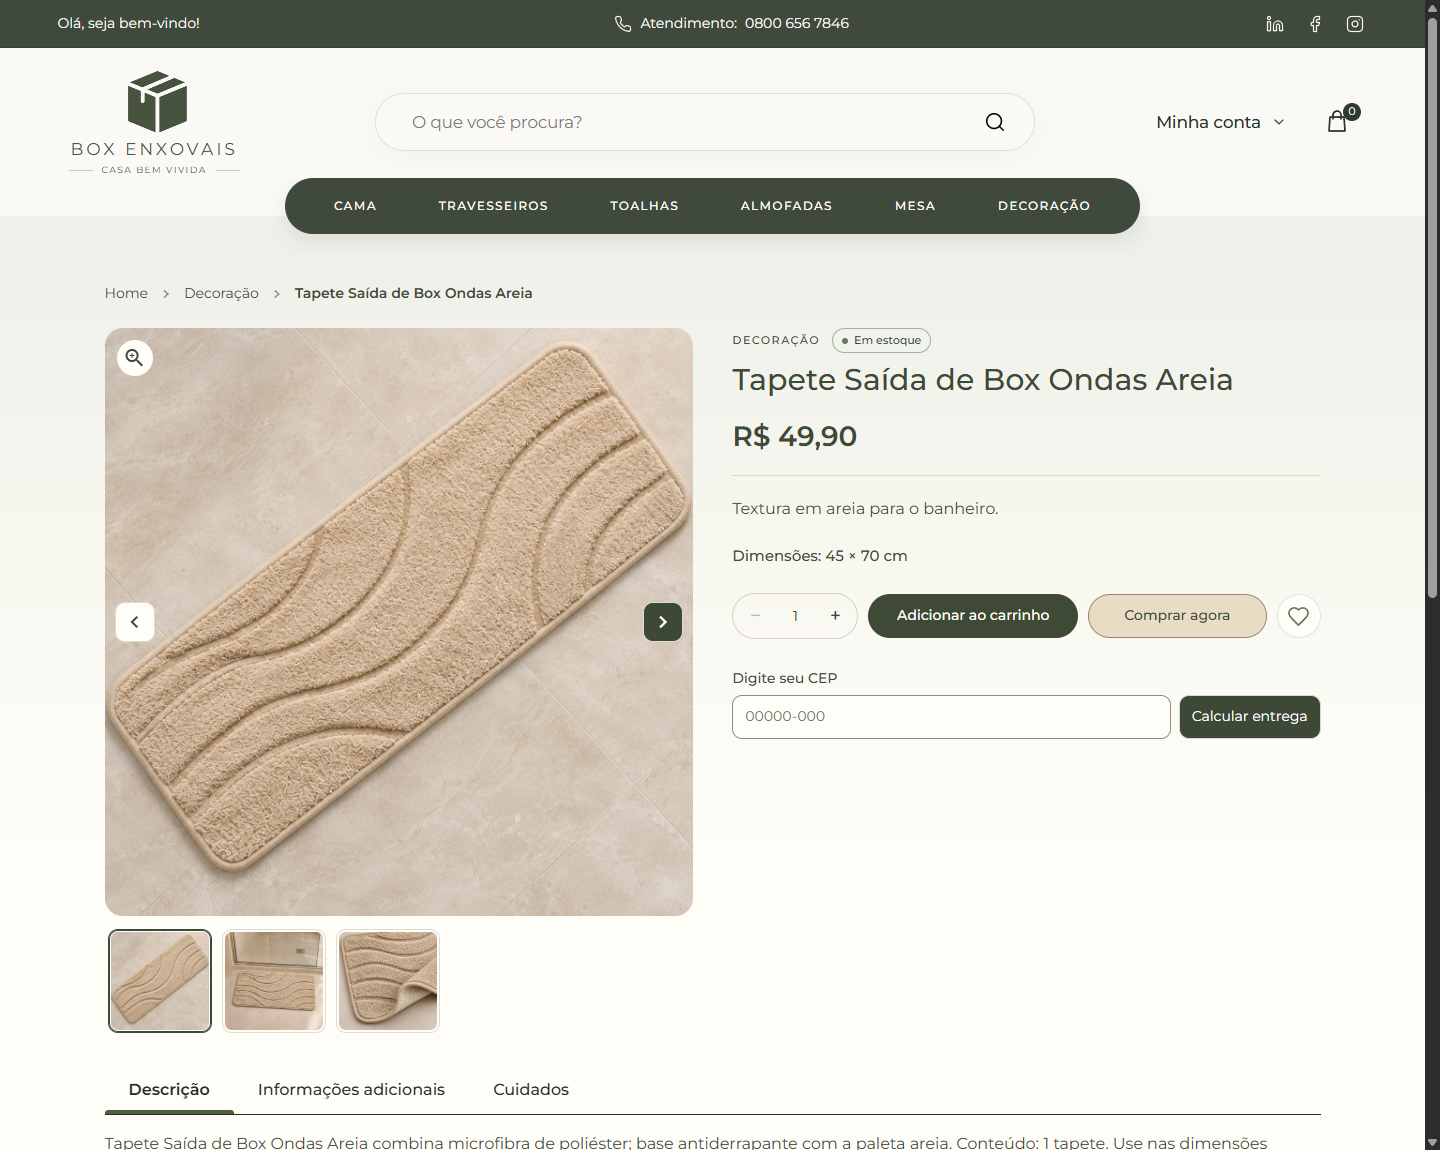 Olá, seja bem-vindo!
Atendimento: 0800 656 7846
BOX ENXOVAIS
CASA BEM VIVIDA
O que você procura?
Minha conta
0
CAMA
TRAVESSEIROS
TOALHAS
ALMOFADAS
MESA
DECORAÇÃO
Home > Decoração > Tapete Saída de Box Ondas Areia
DECORAÇÃO
Em estoque
Tapete Saída de Box Ondas Areia
R$ 49,90
Textura em areia para o banheiro.
Dimensões: 45 × 70 cm
− 1 +
Adicionar ao carrinho
Comprar agora
Digite seu CEP
00000-000
Calcular entrega
Descrição
Informações adicionais
Cuidados
Tapete Saída de Box Ondas Areia combina microfibra de poliéster; base antiderrapante com a paleta areia. Conteúdo: 1 tapete. Use nas dimensões